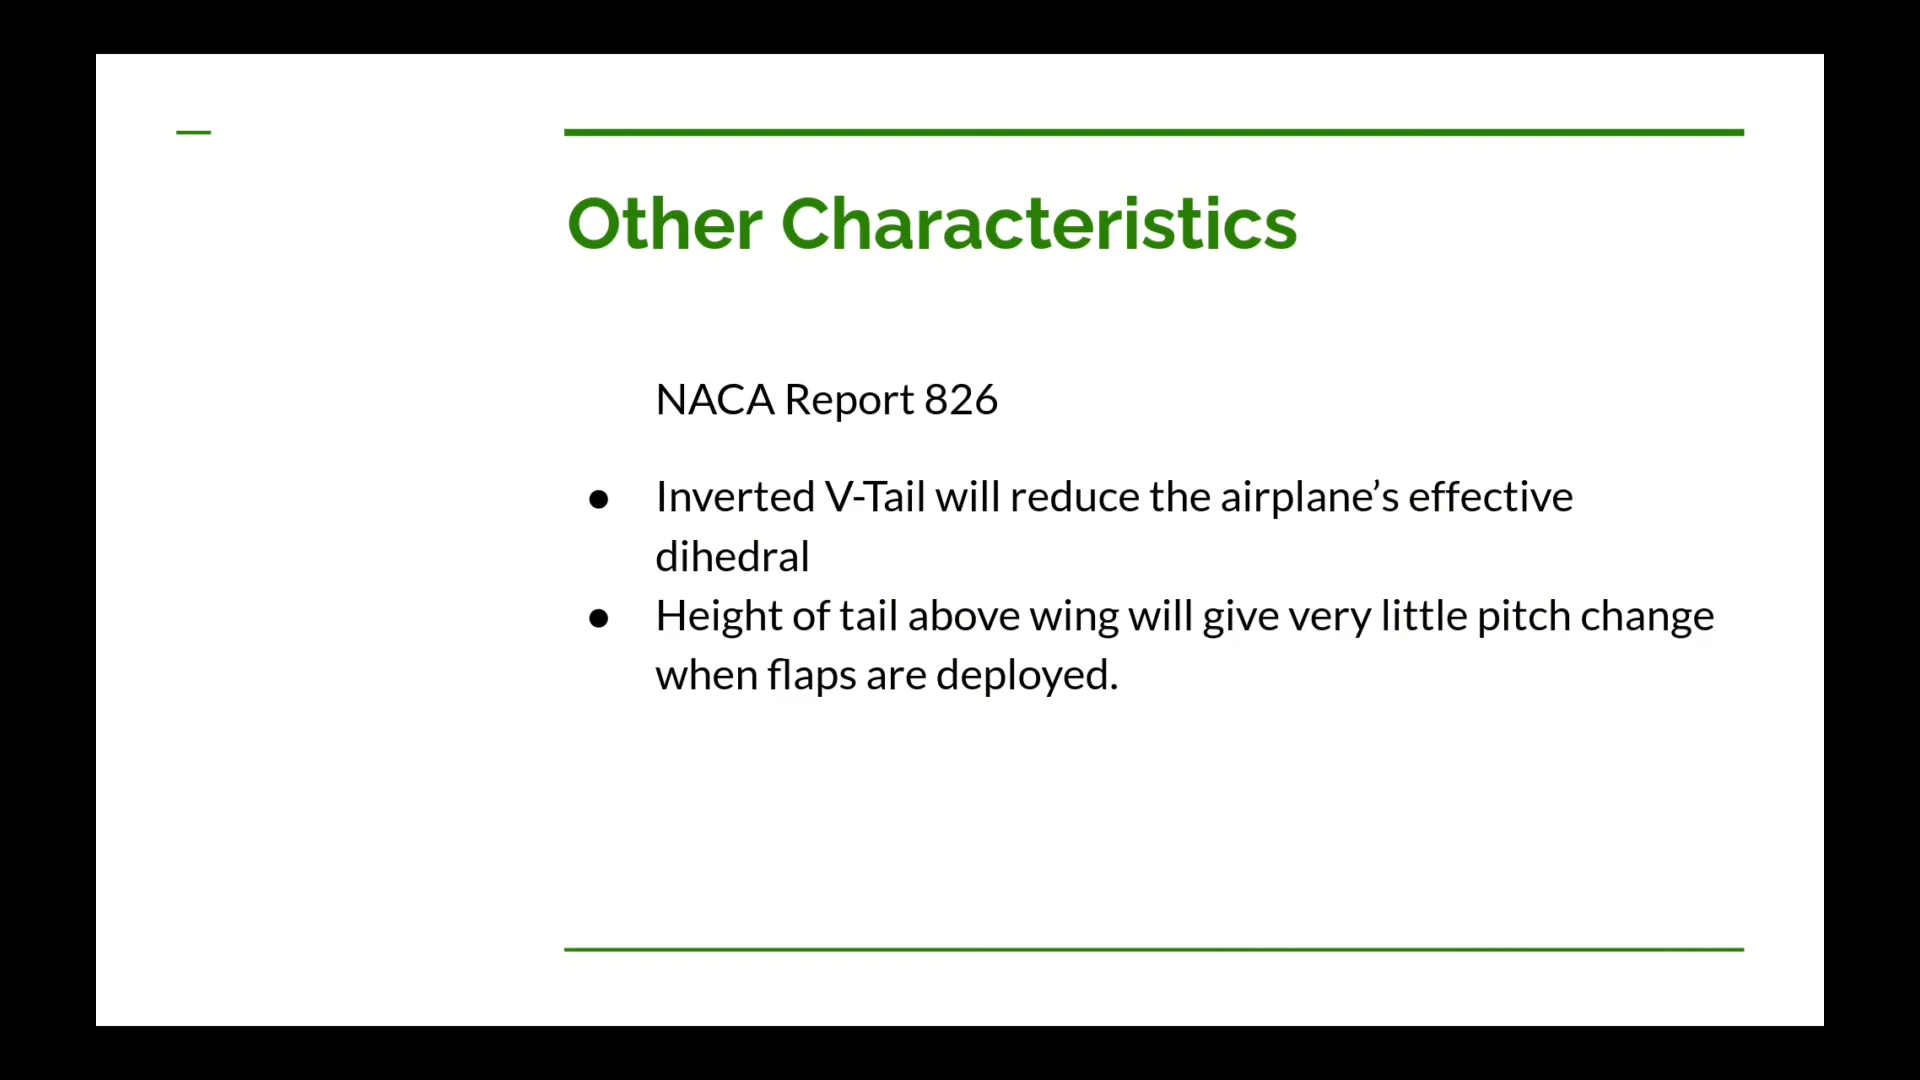 Other Characteristics
NACA Report 826
● Inverted V-Tail will reduce the airplane’s effective
dihedral
● Height of tail above wing will give very little pitch change
when flaps are deployed.